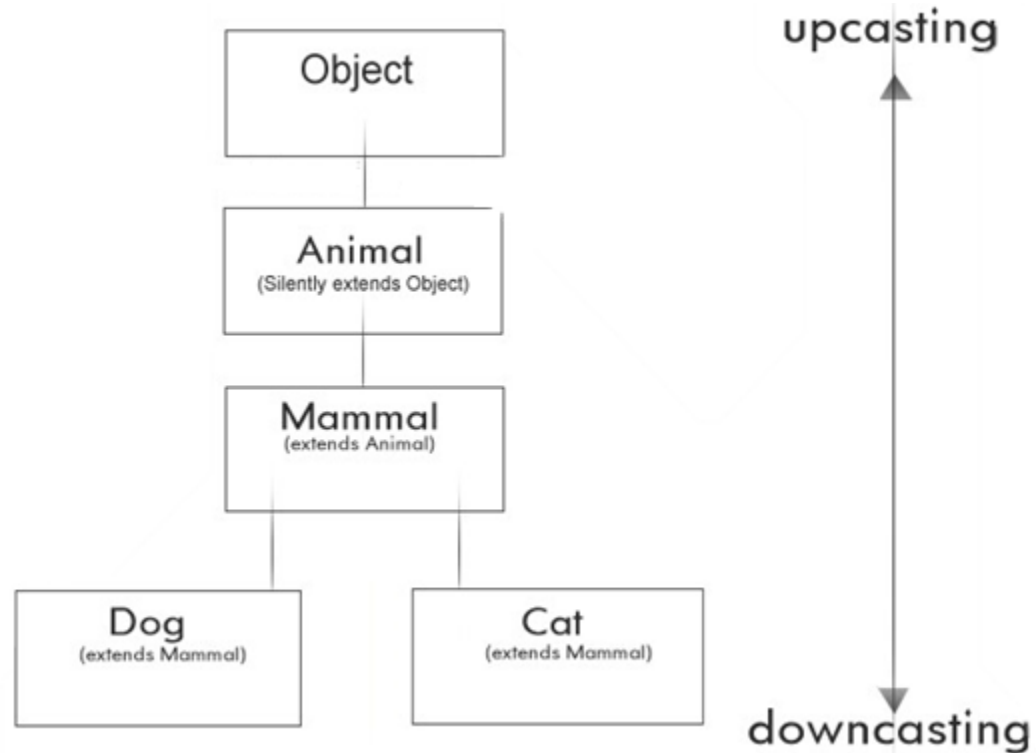 upcasting
Object
Animal
(Silently extends Object)
Mammal
(extends Animal)
Dog
(extends Mammal)
Cat
(extends Mammal)
downcasting